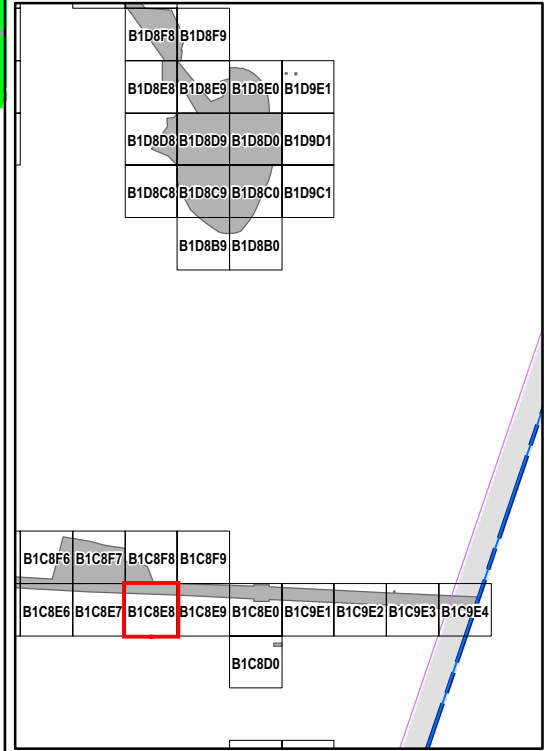 B1D8F8 B1D8F9
B1D8E8 B1D8E9 B1D8E0 B1D9E1
B1D8D8 B1D8D9 B1D8D0 B1D9D1
B1D8C8 B1D8C9 B1D8C0 B1D9C1
B1D8B9 B1D8B0
B1C8F6 B1C8F7 B1C8F8 B1C8F9
B1C8E6 B1C8E7 B1C8E8 B1C8E9 B1C8E0 B1C9E1 B1C9E2 B1C9E3 B1C9E4
B1C8D0